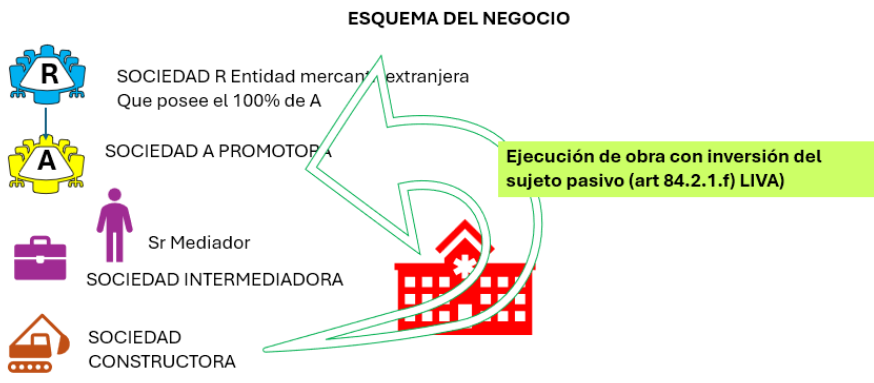 ESQUEMA DEL NEGOCIO
R
SOCIEDAD R Entidad mercant extranjera
Que posee el 100% de A
A
SOCIEDAD A PROMOTORA
Ejecución de obra con inversión del
sujeto pasivo (art 84.2.1.f) LIVA)
Sr Mediador
SOCIEDAD INTERMEDIADORA
SOCIEDAD
CONSTRUCTORA